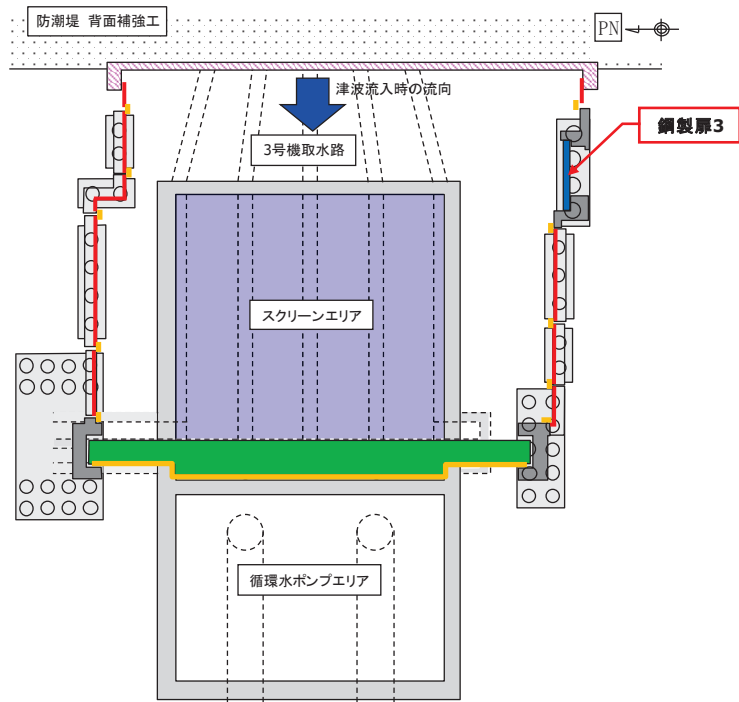 防潮堤 背面補強工
PN
津波流入時の流向
3号機取水路
鋼製扉3
スクリーンエリア
循環水ポンプエリア